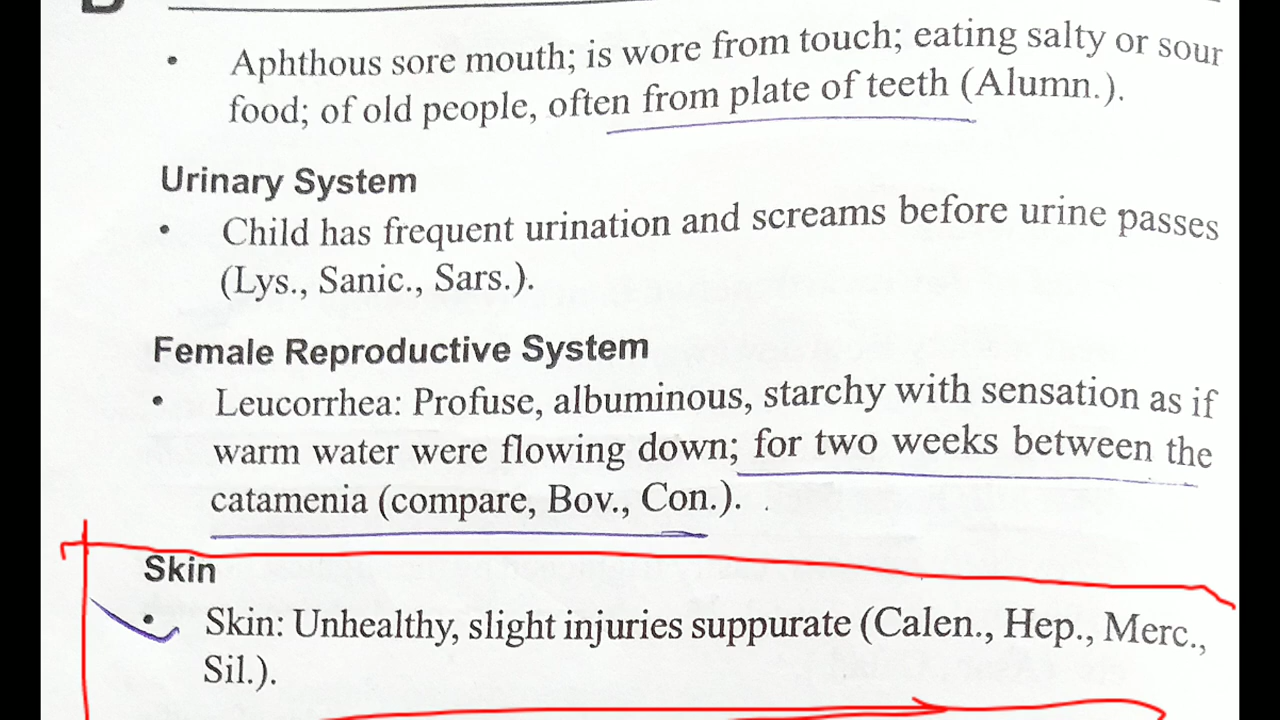 • Aphthous sore mouth; is wore from touch; eating salty or sour
food; of old people, often from plate of teeth (Alumn.).
Urinary System
• Child has frequent urination and screams before urine passes
(Lys., Sanic., Sars.).
Female Reproductive System
• Leucorrhea: Profuse, albuminous, starchy with sensation as if
warm water were flowing down; for two weeks between the
catamenia (compare, Bov., Con.).
Skin
• Skin: Unhealthy, slight injuries suppurate (Calen., Hep., Merc.,
Sil.).